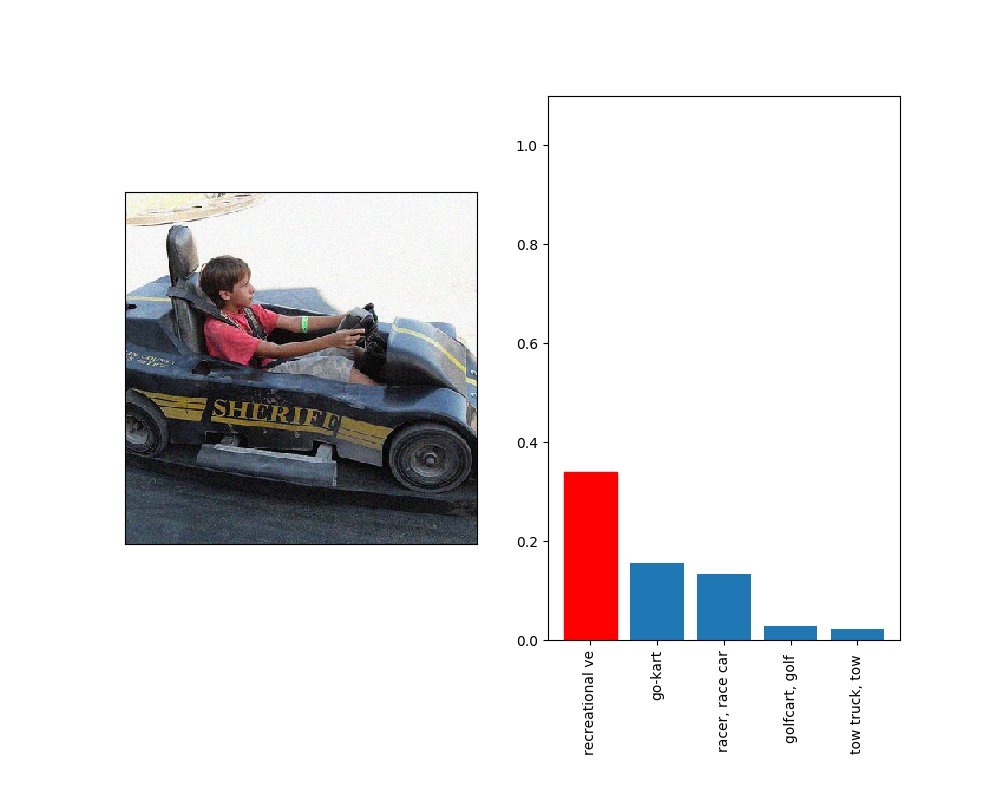 SHERIFF
1.0
0.8
0.6
0.4
0.2
0.0
recreational ve
go-kart
racer, race car
golfcart, golf
tow truck, tow